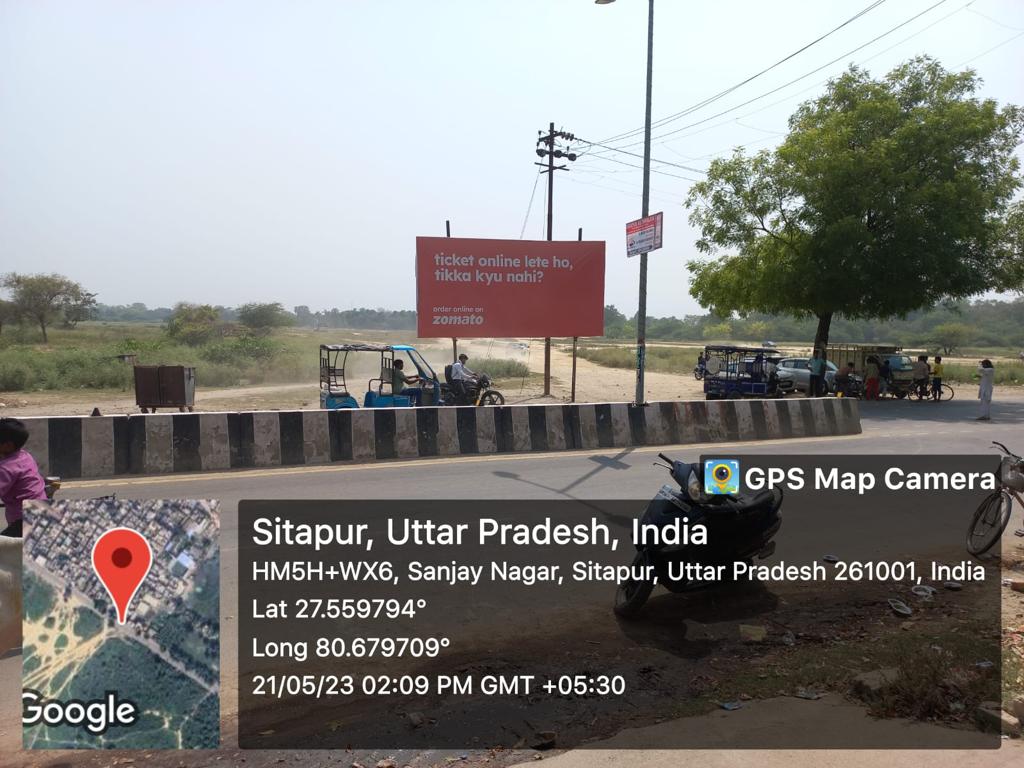 ticket online lete ho,
tikka kyu nahi?
order online on
zomato
GPS Map Camera
Sitapur, Uttar Pradesh, India
HM5H+WX6, Sanjay Nagar, Sitapur, Uttar Pradesh 261001, India
Lat 27.559794°
Long 80.679709°
21/05/23 02:09 PM GMT +05:30
Google